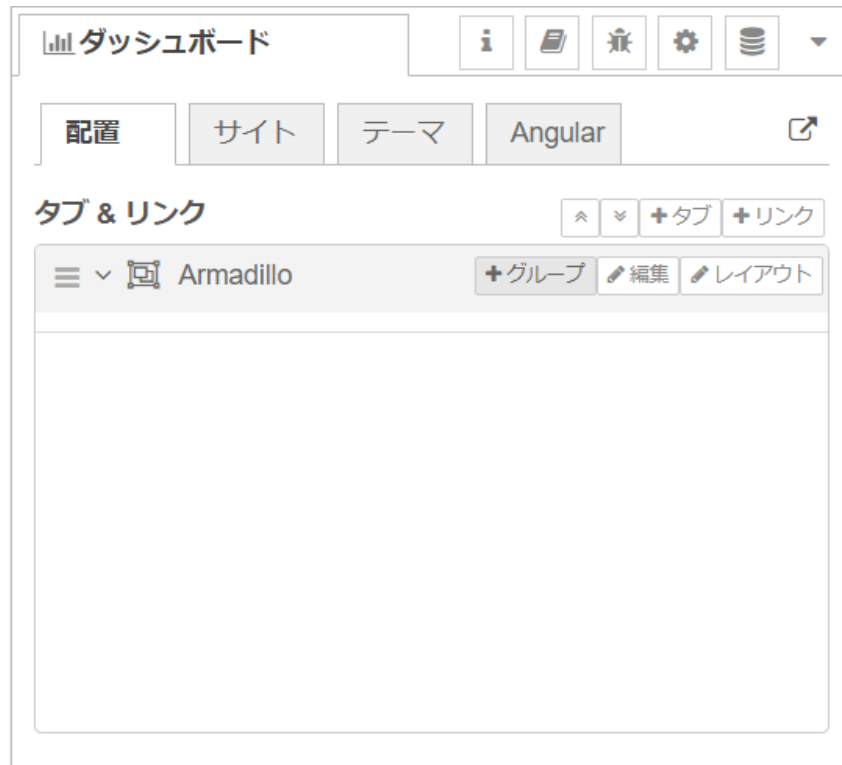 ダッシュボード
配置 サイト テーマ Angular
タブ & リンク +タブ +リンク
Armadillo +グループ 編集 レイアウト